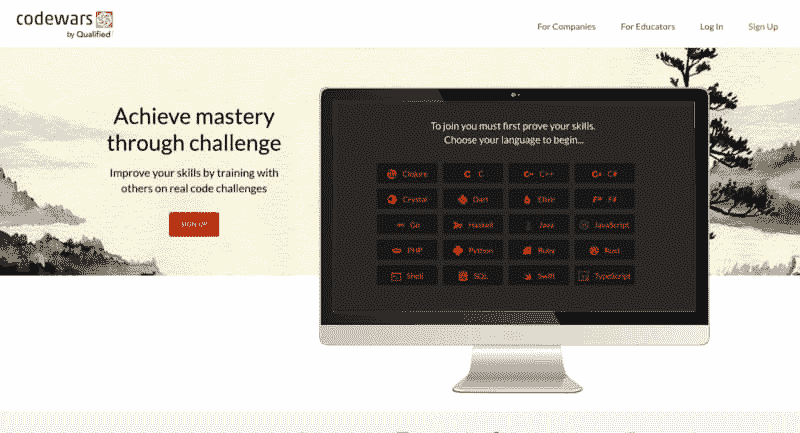 codewars
by Qualified
For Companies For Educators Log In Sign Up
Achieve mastery
through challenge
Improve your skills by training with
others on real code challenges
SIGN UP
To join you must first prove your skills.
Choose your language to begin...
Clojure C C++ C#
Crystal Dart Elixir F#
Go Haskell Java JavaScript
PHP Python Ruby Rust
Shell SQL Swift TypeScript